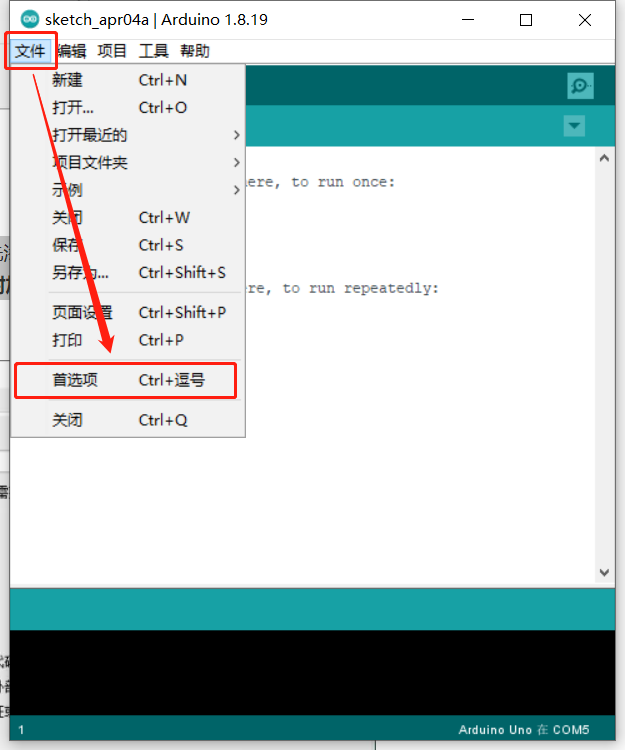 sketch_apr04a | Arduino 1.8.19
文件 编辑 项目 工具 帮助
新建 Ctrl+N
打开... Ctrl+O
打开最近的
项目文件夹
示例
关闭 Ctrl+W
保存 Ctrl+S
另存为... Ctrl+Shift+S
页面设置 Ctrl+Shift+P
打印 Ctrl+P
首选项 Ctrl+逗号
关闭 Ctrl+Q
here, to run once:
here, to run repeatedly:
1
Arduino Uno 在 COM5